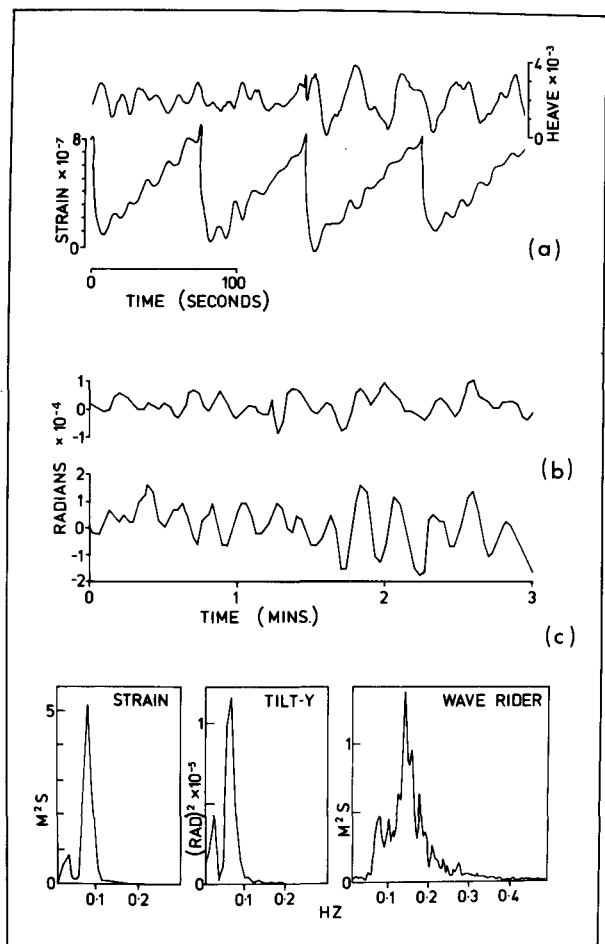 4
HEAVE × 10⁻³
0
8
STRAIN × 10⁻⁷
0
(a)
0 100
TIME (SECONDS)
1
0
-1
× 10⁻⁴
(b)
2
1
0
-1
-2
RADIANS
0 1 2 3
TIME (MINS.)
(c)
STRAIN
5
0
M²S
0·1 0·2
TILT-Y
1
0
(RAD)² × 10⁻⁵
0·1 0·2
WAVE RIDER
1
0
M²S
0·1 0·2 0·3 0·4
HZ